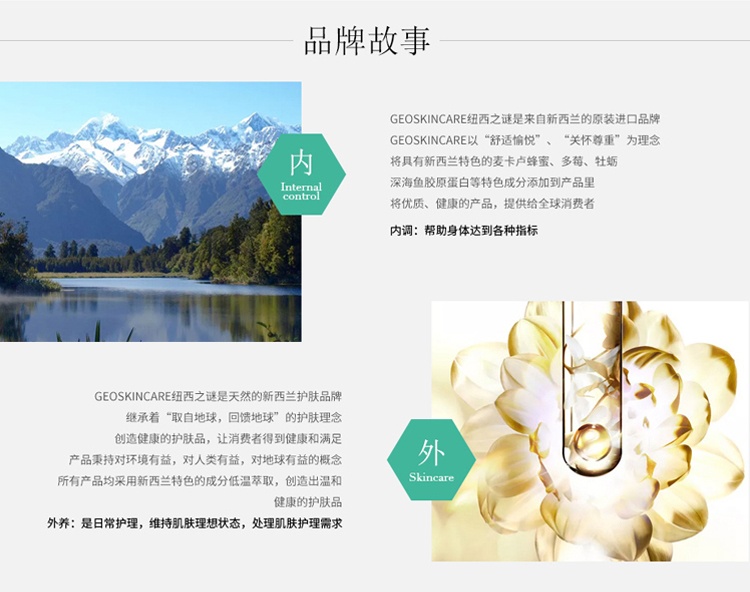 品牌故事
内
Internal
control
GEOSKINCARE纽西之谜是来自新西兰的原装进口品牌
GEOSKINCARE以“舒适愉悦”、“关怀尊重”为理念
将具有新西兰特色的麦卡卢蜂蜜、多莓、牡蛎
深海鱼胶原蛋白等特色成分添加到产品里
将优质、健康的产品，提供给全球消费者
内调：帮助身体达到各种指标
GEOSKINCARE纽西之谜是天然的新西兰护肤品牌
继承着“取自地球，回馈地球”的护肤理念
创造健康的护肤品，让消费者得到健康和满足
产品秉持对环境有益，对人类有益，对地球有益的概念
所有产品均采用新西兰特色的成分低温萃取，创造出温和
健康的护肤品
外养：是日常护理，维持肌肤理想状态，处理肌肤护理需求
外
Skincare